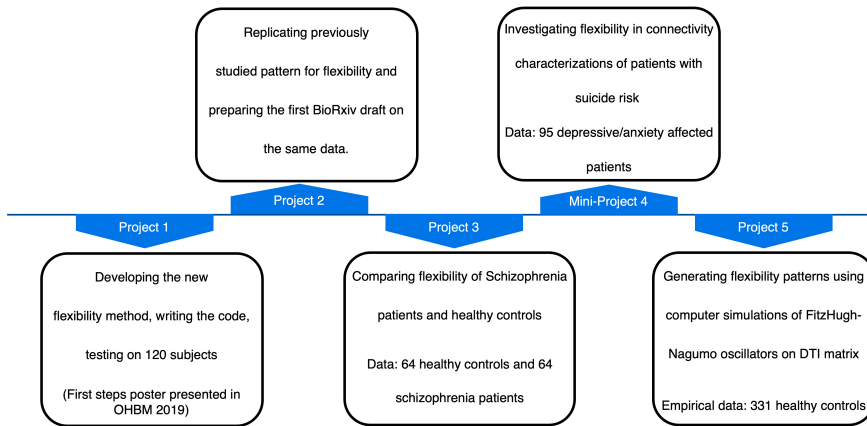 Replicating previously
studied pattern for flexibility and
preparing the first BioRxiv draft on
the same data.
Investigating flexibility in connectivity
characterizations of patients with
suicide risk
Data: 95 depressive/anxiety affected
patients
Project 2
Mini-Project 4
Project 1
Project 3
Project 5
Developing the new
flexibility method, writing the code,
testing on 120 subjects
(First steps poster presented in
OHBM 2019)
Comparing flexibility of Schizophrenia
patients and healthy controls
Data: 64 healthy controls and 64
schizophrenia patients
Generating flexibility patterns using
computer simulations of FitzHugh-
Nagumo oscillators on DTI matrix
Empirical data: 331 healthy controls